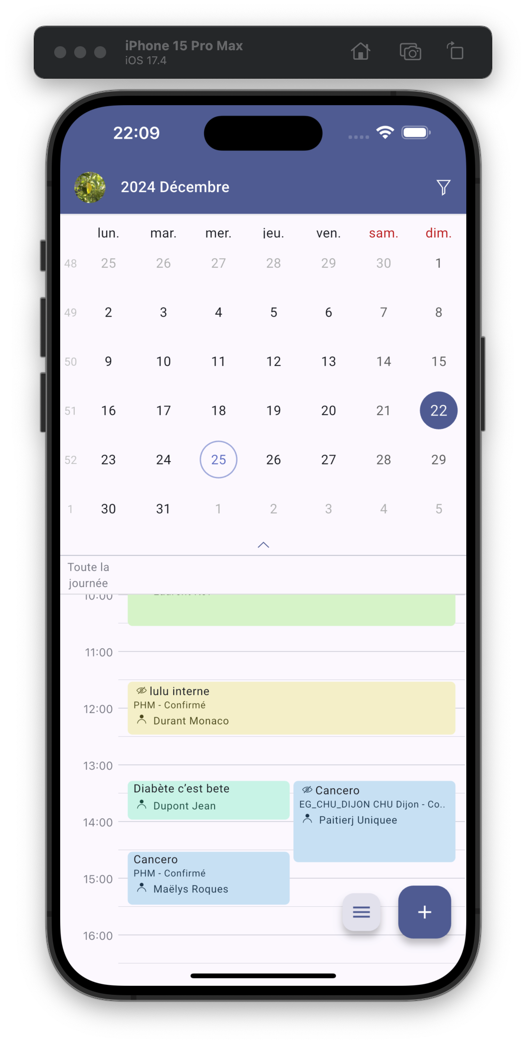 iPhone 15 Pro Max
iOS 17.4
22:09
2024 Décembre
lun. mar. mer. jeu. ven. sam. dim.
48 25 26 27 28 29 30 1
49 2 3 4 5 6 7 8
50 9 10 11 12 13 14 15
51 16 17 18 19 20 21 22
52 23 24 25 26 27 28 29
1 30 31 1 2 3 4 5
Toute la
journée
10:00
11:00
lulu interne
PHM - Confirmé
12:00
Durant Monaco
13:00
Diabète c'est bete
Dupont Jean
Cancero
EG_CHU_DIJON CHU Dijon - Co..
Paitierj Uniquee
14:00
Cancero
PHM - Confirmé
15:00
Maëlys Roques
16:00